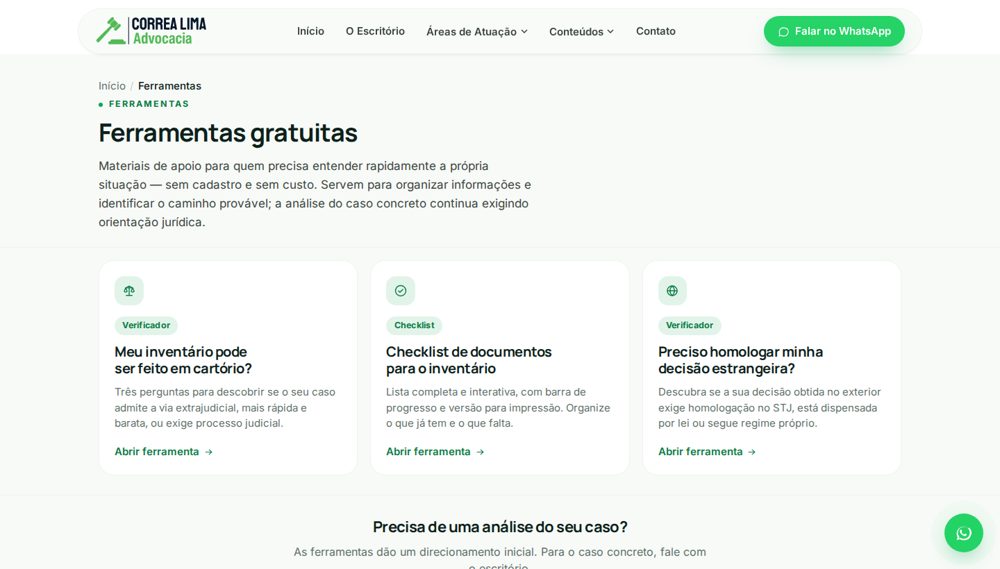 CORREA LIMA
Advocacia
Início
O Escritório
Áreas de Atuação
Conteúdos
Contato
Falar no WhatsApp
Início / Ferramentas
FERRAMENTAS
Ferramentas gratuitas
Materiais de apoio para quem precisa entender rapidamente a própria
situação — sem cadastro e sem custo. Servem para organizar informações e
identificar o caminho provável; a análise do caso concreto continua exigindo
orientação jurídica.
Verificador
Meu inventário pode
ser feito em cartório?
Três perguntas para descobrir se o seu caso
admite a via extrajudicial, mais rápida e
barata, ou exige processo judicial.
Abrir ferramenta →
Checklist
Checklist de documentos
para o inventário
Lista completa e interativa, com barra de
progresso e versão para impressão. Organize
o que já tem e o que falta.
Abrir ferramenta →
Verificador
Preciso homologar minha
decisão estrangeira?
Descubra se a sua decisão obtida no exterior
exige homologação no STJ, está dispensada
por lei ou segue regime próprio.
Abrir ferramenta →
Precisa de uma análise do seu caso?
As ferramentas dão um direcionamento inicial. Para o caso concreto, fale com
o escritório.